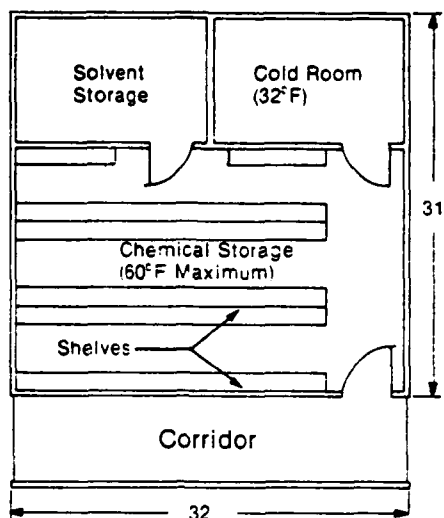 Solvent
Storage
Cold Room
(32°F)
31
Chemical Storage
(60°F Maximum)
Shelves
Corridor
32